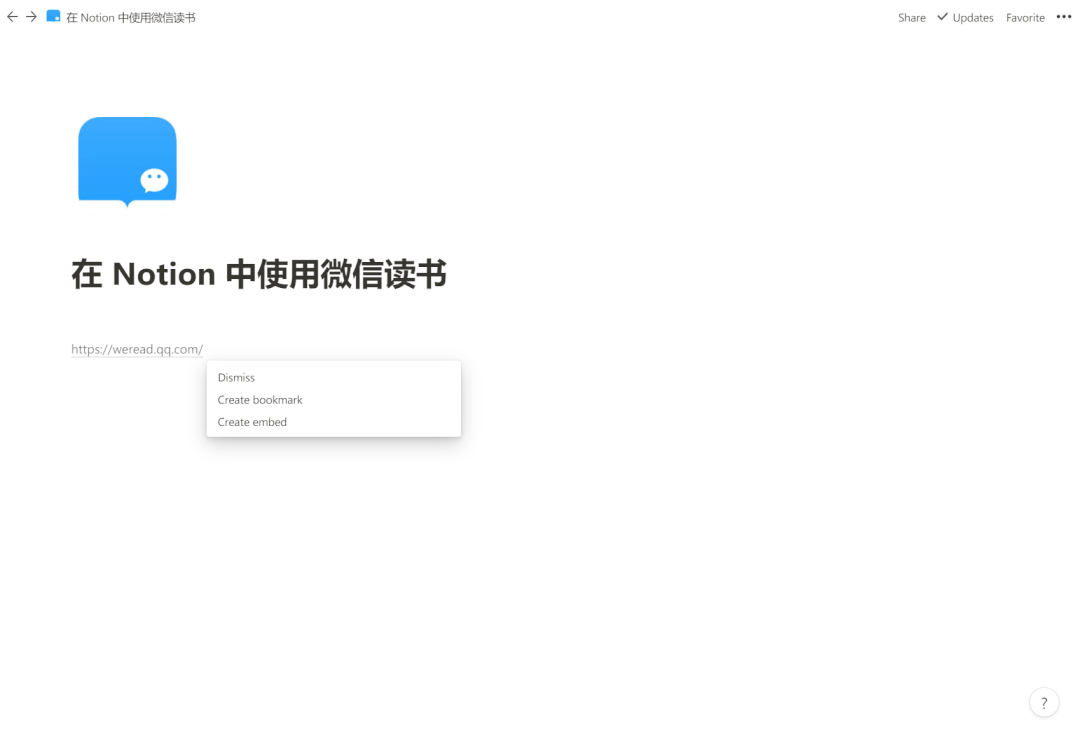 在 Notion 中使用微信读书
Share Updates Favorite
在 Notion 中使用微信读书
https://weread.qq.com/
Dismiss
Create bookmark
Create embed
?